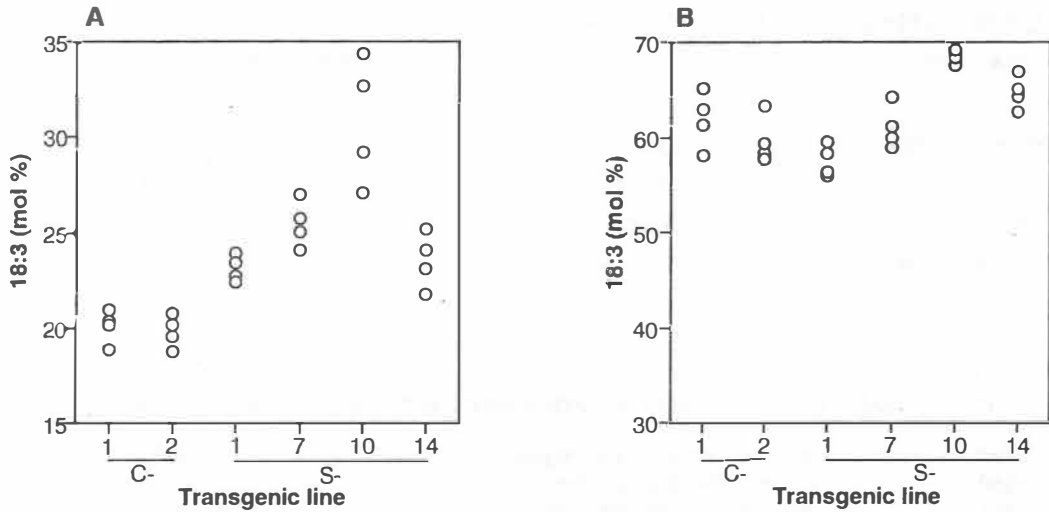 A
35
30
25
20
15
18:3 (mol %)
1 2 1 7 10 14
C- S-
Transgenic line
B
70
60
50
40
30
18:3 (mol %)
1 2 1 7 10 14
C- S-
Transgenic line